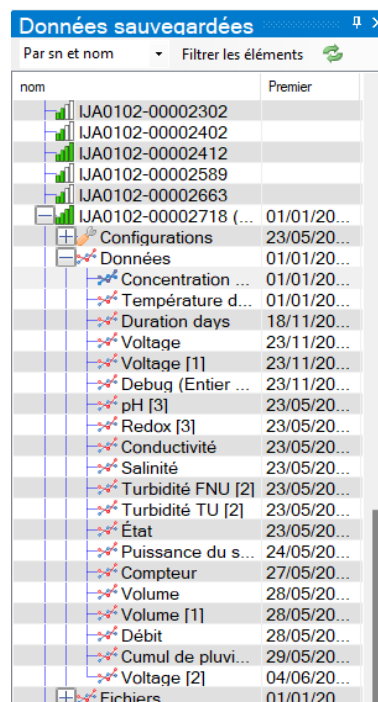 Données sauvegardées
Par sn et nom Filtrer les éléments
nom Premier
IJA0102-00002302
IJA0102-00002402
IJA0102-00002412
IJA0102-00002589
IJA0102-00002663
IJA0102-00002718 (... 01/01/20...
Configurations 23/05/20...
Données 01/01/20...
Concentration ... 01/01/20...
Température d... 01/01/20...
Duration days 18/11/20...
Voltage 23/11/20...
Voltage [1] 23/11/20...
Debug (Entier ... 23/11/20...
pH [3] 23/05/20...
Redox [3] 23/05/20...
Conductivité 23/05/20...
Salinité 23/05/20...
Turbidité FNU [2] 23/05/20...
Turbidité TU [2] 23/05/20...
État 23/05/20...
Puissance du s... 24/05/20...
Compteur 27/05/20...
Volume 28/05/20...
Volume [1] 28/05/20...
Débit 28/05/20...
Cumul de pluvi... 29/05/20...
Voltage [2] 04/06/20...
Fichiers 01/01/20...